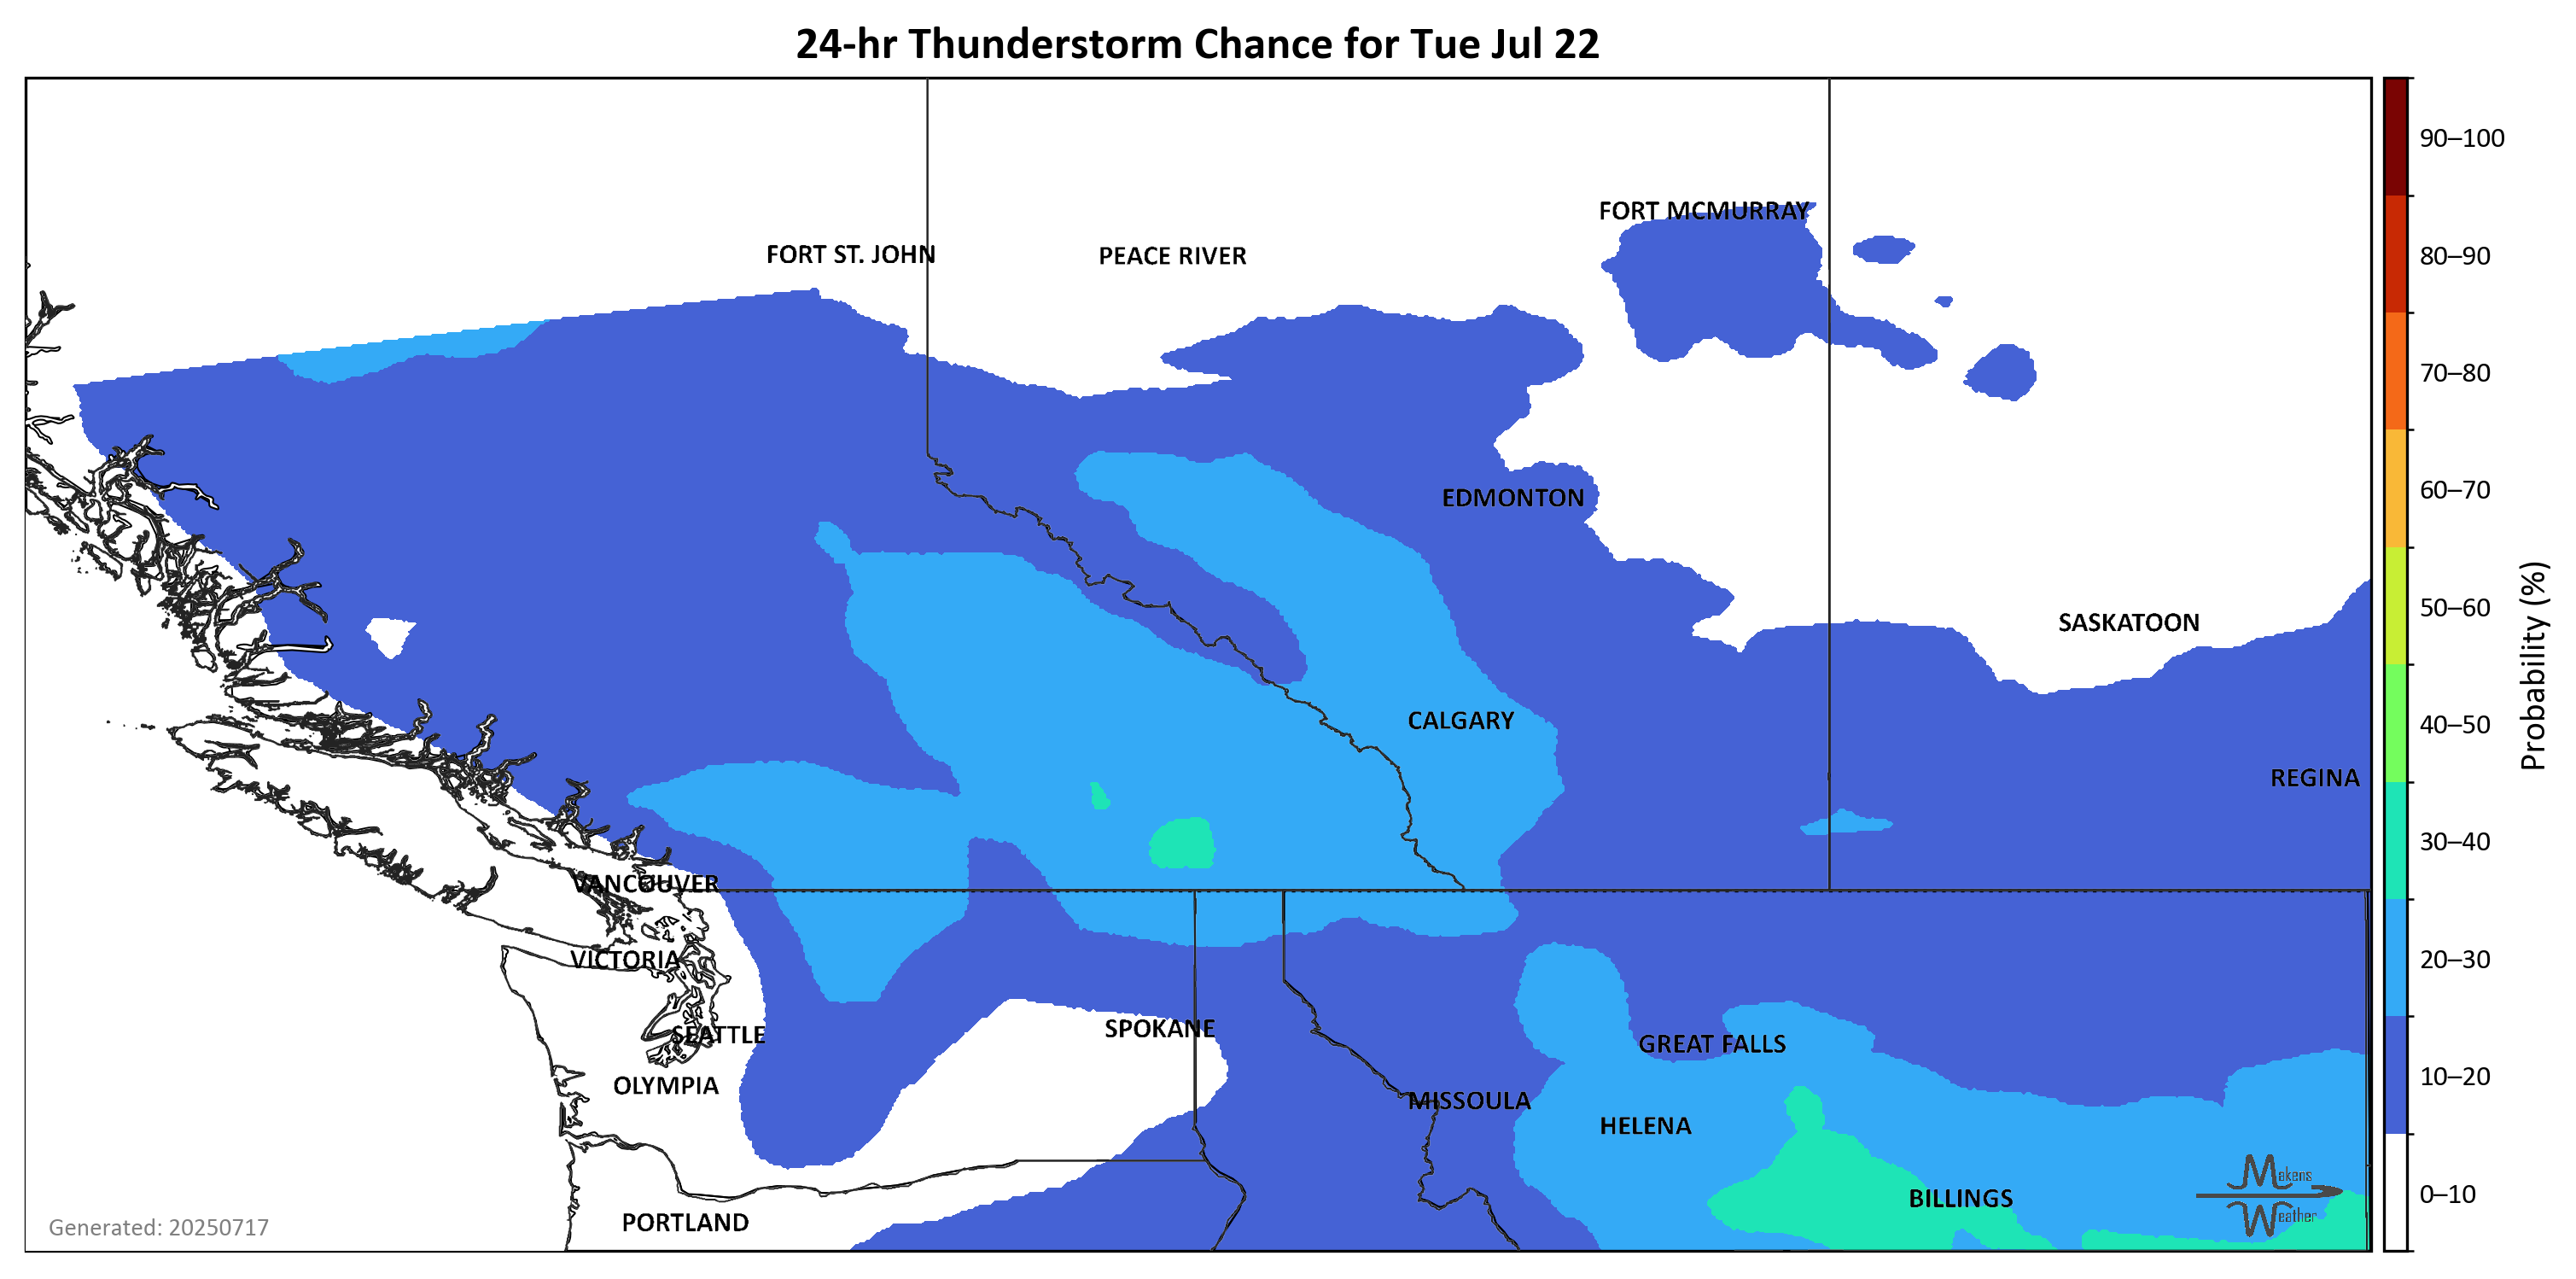 24-hr Thunderstorm Chance for Tue Jul 22
90–100
FORT MCMURRAY
FORT ST. JOHN
PEACE RIVER
80–90
70–80
60–70
EDMONTON
50–60
SASKATOON
Probability (%)
CALGARY
40–50
REGINA
30–40
VANCOUVER
VICTORIA
20–30
SPOKANE
SEATTLE
GREAT FALLS
OLYMPIA
10–20
MISSOULA
HELENA
Makens
Weather
0–10
BILLINGS
PORTLAND
Generated: 20250717